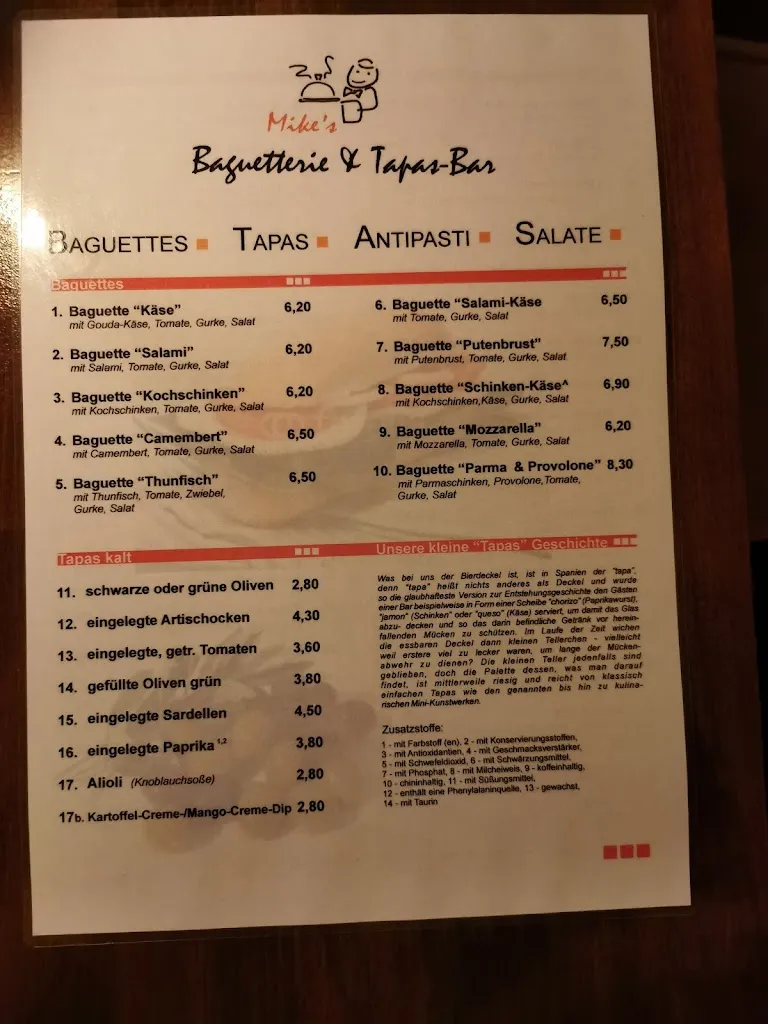 Mike's
Baguetterie & Tapas-Bar
BAGUETTES TAPAS ANTIPASTI SALATE
Baguettes
1. Baguette "Käse" 6,20
mit Gouda-Käse, Tomate, Gurke, Salat
2. Baguette "Salami" 6,20
mit Salami, Tomate, Gurke, Salat
3. Baguette "Kochschinken" 6,20
mit Kochschinken, Tomate, Gurke, Salat
4. Baguette "Camembert" 6,50
mit Camembert, Tomate, Gurke, Salat
5. Baguette "Thunfisch" 6,50
mit Thunfisch, Tomate, Zwiebel,
Gurke, Salat
6. Baguette "Salami-Käse 6,50
mit Tomate, Gurke, Salat
7. Baguette "Putenbrust" 7,50
mit Putenbrust, Tomate, Gurke, Salat
8. Baguette "Schinken-Käse^ 6,90
mit Kochschinken,Käse, Gurke, Salat
9. Baguette "Mozzarella" 6,20
mit Mozzarella, Tomate, Gurke, Salat
10. Baguette "Parma & Provolone" 8,30
mit Parmaschinken, Provolone,Tomate,
Gurke, Salat
Tapas kalt
11. schwarze oder grüne Oliven 2,80
12. eingelegte Artischocken 4,30
13. eingelegte, getr. Tomaten 3,60
14. gefüllte Oliven grün 3,80
15. eingelegte Sardellen 4,50
16. eingelegte Paprika 1,2 3,80
17. Alioli (Knoblauchsoße) 2,80
17b. Kartoffel-Creme-/Mango-Creme-Dip 2,80
Unsere kleine "Tapas" Geschichte
Was bei uns der Bierdeckel ist, ist in Spanien der "tapa",
denn "tapa" heißt nichts anderes als Deckel und wurde
so die glaubhafteste Version zur Entstehungsgeschichte den Gästen
einer Bar beispielweise in Form einer Scheibe "chorizo" (Paprikawurst),
"jamon" (Schinken" oder "queso" (Käse) serviert, um damit das Glas
abzu- decken und so das darin befindliche Getränk vor herein-
fallenden Mücken zu schützen. Im Laufe der Zeit wichen
die essbaren Deckel dann kleinen Tellerchen - vielleicht
weil erstere viel zu lecker waren, um lange der Mücken-
abwehr zu dienen? Die kleinen Teller jedenfalls sind
geblieben, doch die Palette dessen, was man darauf
findet, ist mittlerweile riesig und reicht von klassisch
einfachen Tapas wie den genannten bis hin zu kulina-
rischen Mini-Kunstwerken.
Zusatzstoffe:
1 - mit Farbstoff (en), 2 - mit Konservierungsstoffen,
3 - mit Antioxidantien, 4 - mit Geschmacksverstärker,
5 - mit Schwefeldioxid, 6 - mit Schwärzungsmittel,
7 - mit Phosphat, 8 - mit Milcheiweis, 9 - koffeinhaltig,
10 - chininhaltig, 11 - mit Süßungsmittel,
12 - enthält eine Phenylalaninquelle, 13 - gewachst,
14 - mit Taurin